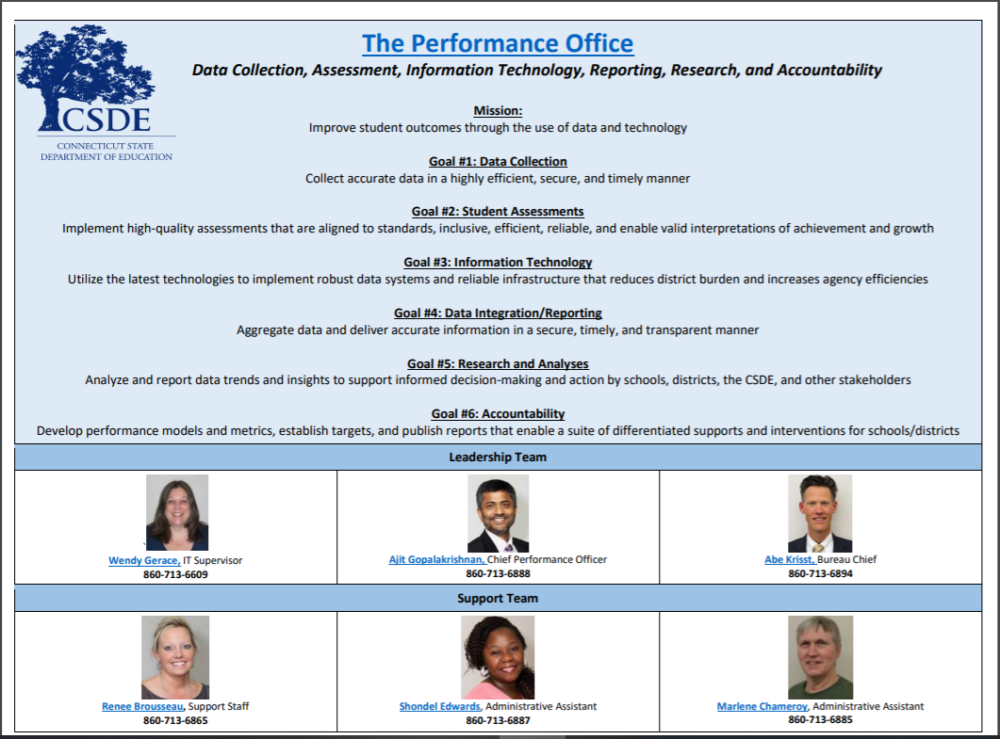 The Performance Office
Data Collection, Assessment, Information Technology, Reporting, Research, and Accountability
CSDE
CONNECTICUT STATE
DEPARTMENT OF EDUCATION
Mission:
Improve student outcomes through the use of data and technology
Goal #1: Data Collection
Collect accurate data in a highly efficient, secure, and timely manner
Goal #2: Student Assessments
Implement high-quality assessments that are aligned to standards, inclusive, efficient, reliable, and enable valid interpretations of achievement and growth
Goal #3: Information Technology
Utilize the latest technologies to implement robust data systems and reliable infrastructure that reduces district burden and increases agency efficiencies
Goal #4: Data Integration/Reporting
Aggregate data and deliver accurate information in a secure, timely, and transparent manner
Goal #5: Research and Analyses
Analyze and report data trends and insights to support informed decision-making and action by schools, districts, the CSDE, and other stakeholders
Goal #6: Accountability
Develop performance models and metrics, establish targets, and publish reports that enable a suite of differentiated supports and interventions for schools/districts
Leadership Team
Wendy Gerace, IT Supervisor
860-713-6609
Ajit Gopalakrishnan, Chief Performance Officer
860-713-6888
Abe Krisst, Bureau Chief
860-713-6894
Support Team
Renee Brousseau, Support Staff
860-713-6865
Shondel Edwards, Administrative Assistant
860-713-6887
Marlene Chameroy, Administrative Assistant
860-713-6885